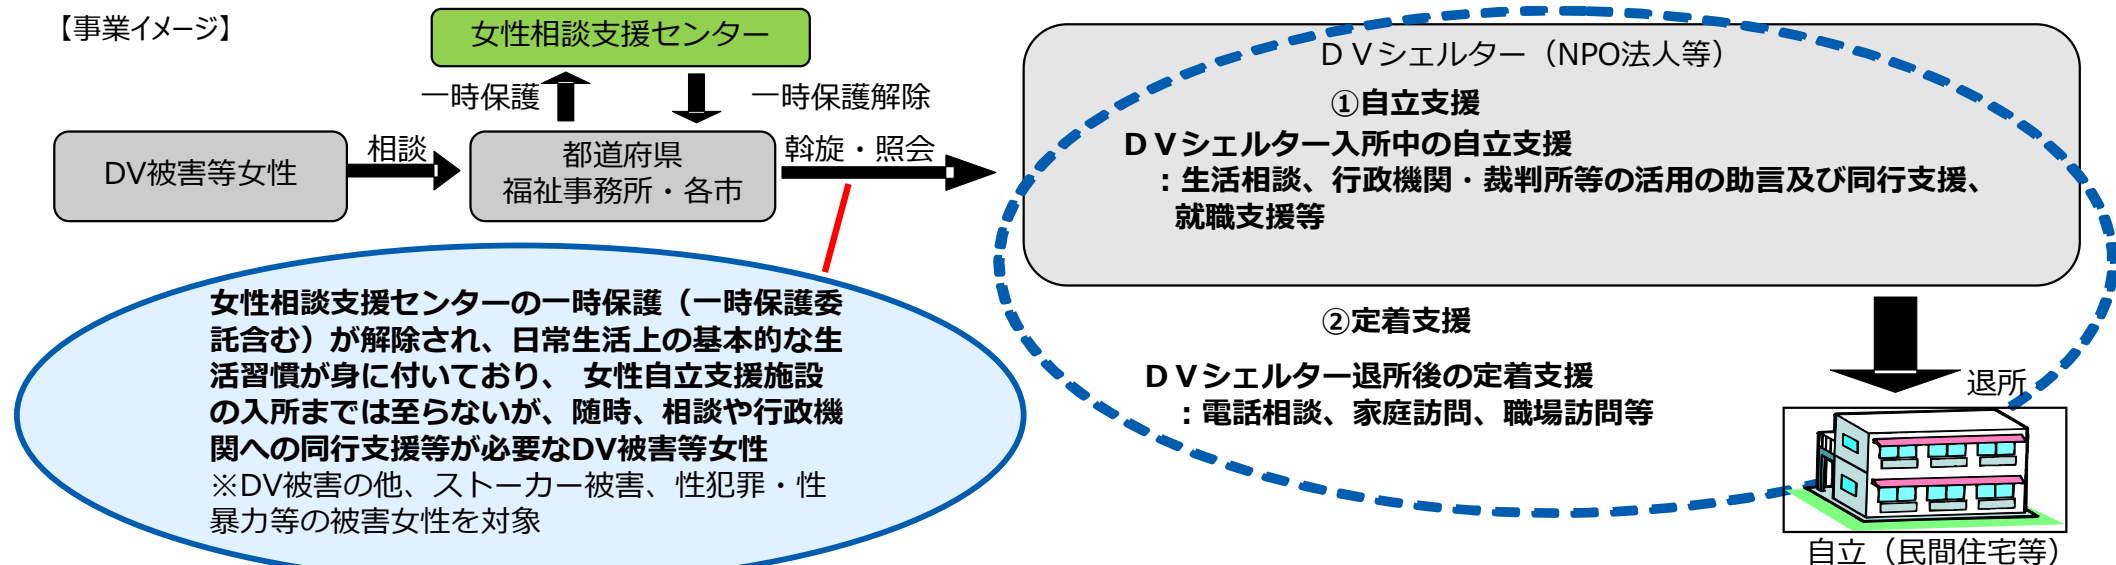 【事業イメージ】
女性相談支援センター
一時保護
一時保護解除
DV被害等女性
相談
都道府県
福祉事務所・各市
斡旋・照会
ＤＶシェルター（NPO法人等）
①自立支援
ＤＶシェルター入所中の自立支援
：生活相談、行政機関・裁判所等の活用の助言及び同行支援、
就職支援等
女性相談支援センターの一時保護（一時保護委
託含む）が解除され、日常生活上の基本的な生
活習慣が身に付いており、 女性自立支援施設
の入所までは至らないが、随時、相談や行政機
関への同行支援等が必要なDV被害等女性
※DV被害の他、ストーカー被害、性犯罪・性
暴力等の被害女性を対象
②定着支援
ＤＶシェルター退所後の定着支援
：電話相談、家庭訪問、職場訪問等
退所
自立（民間住宅等）